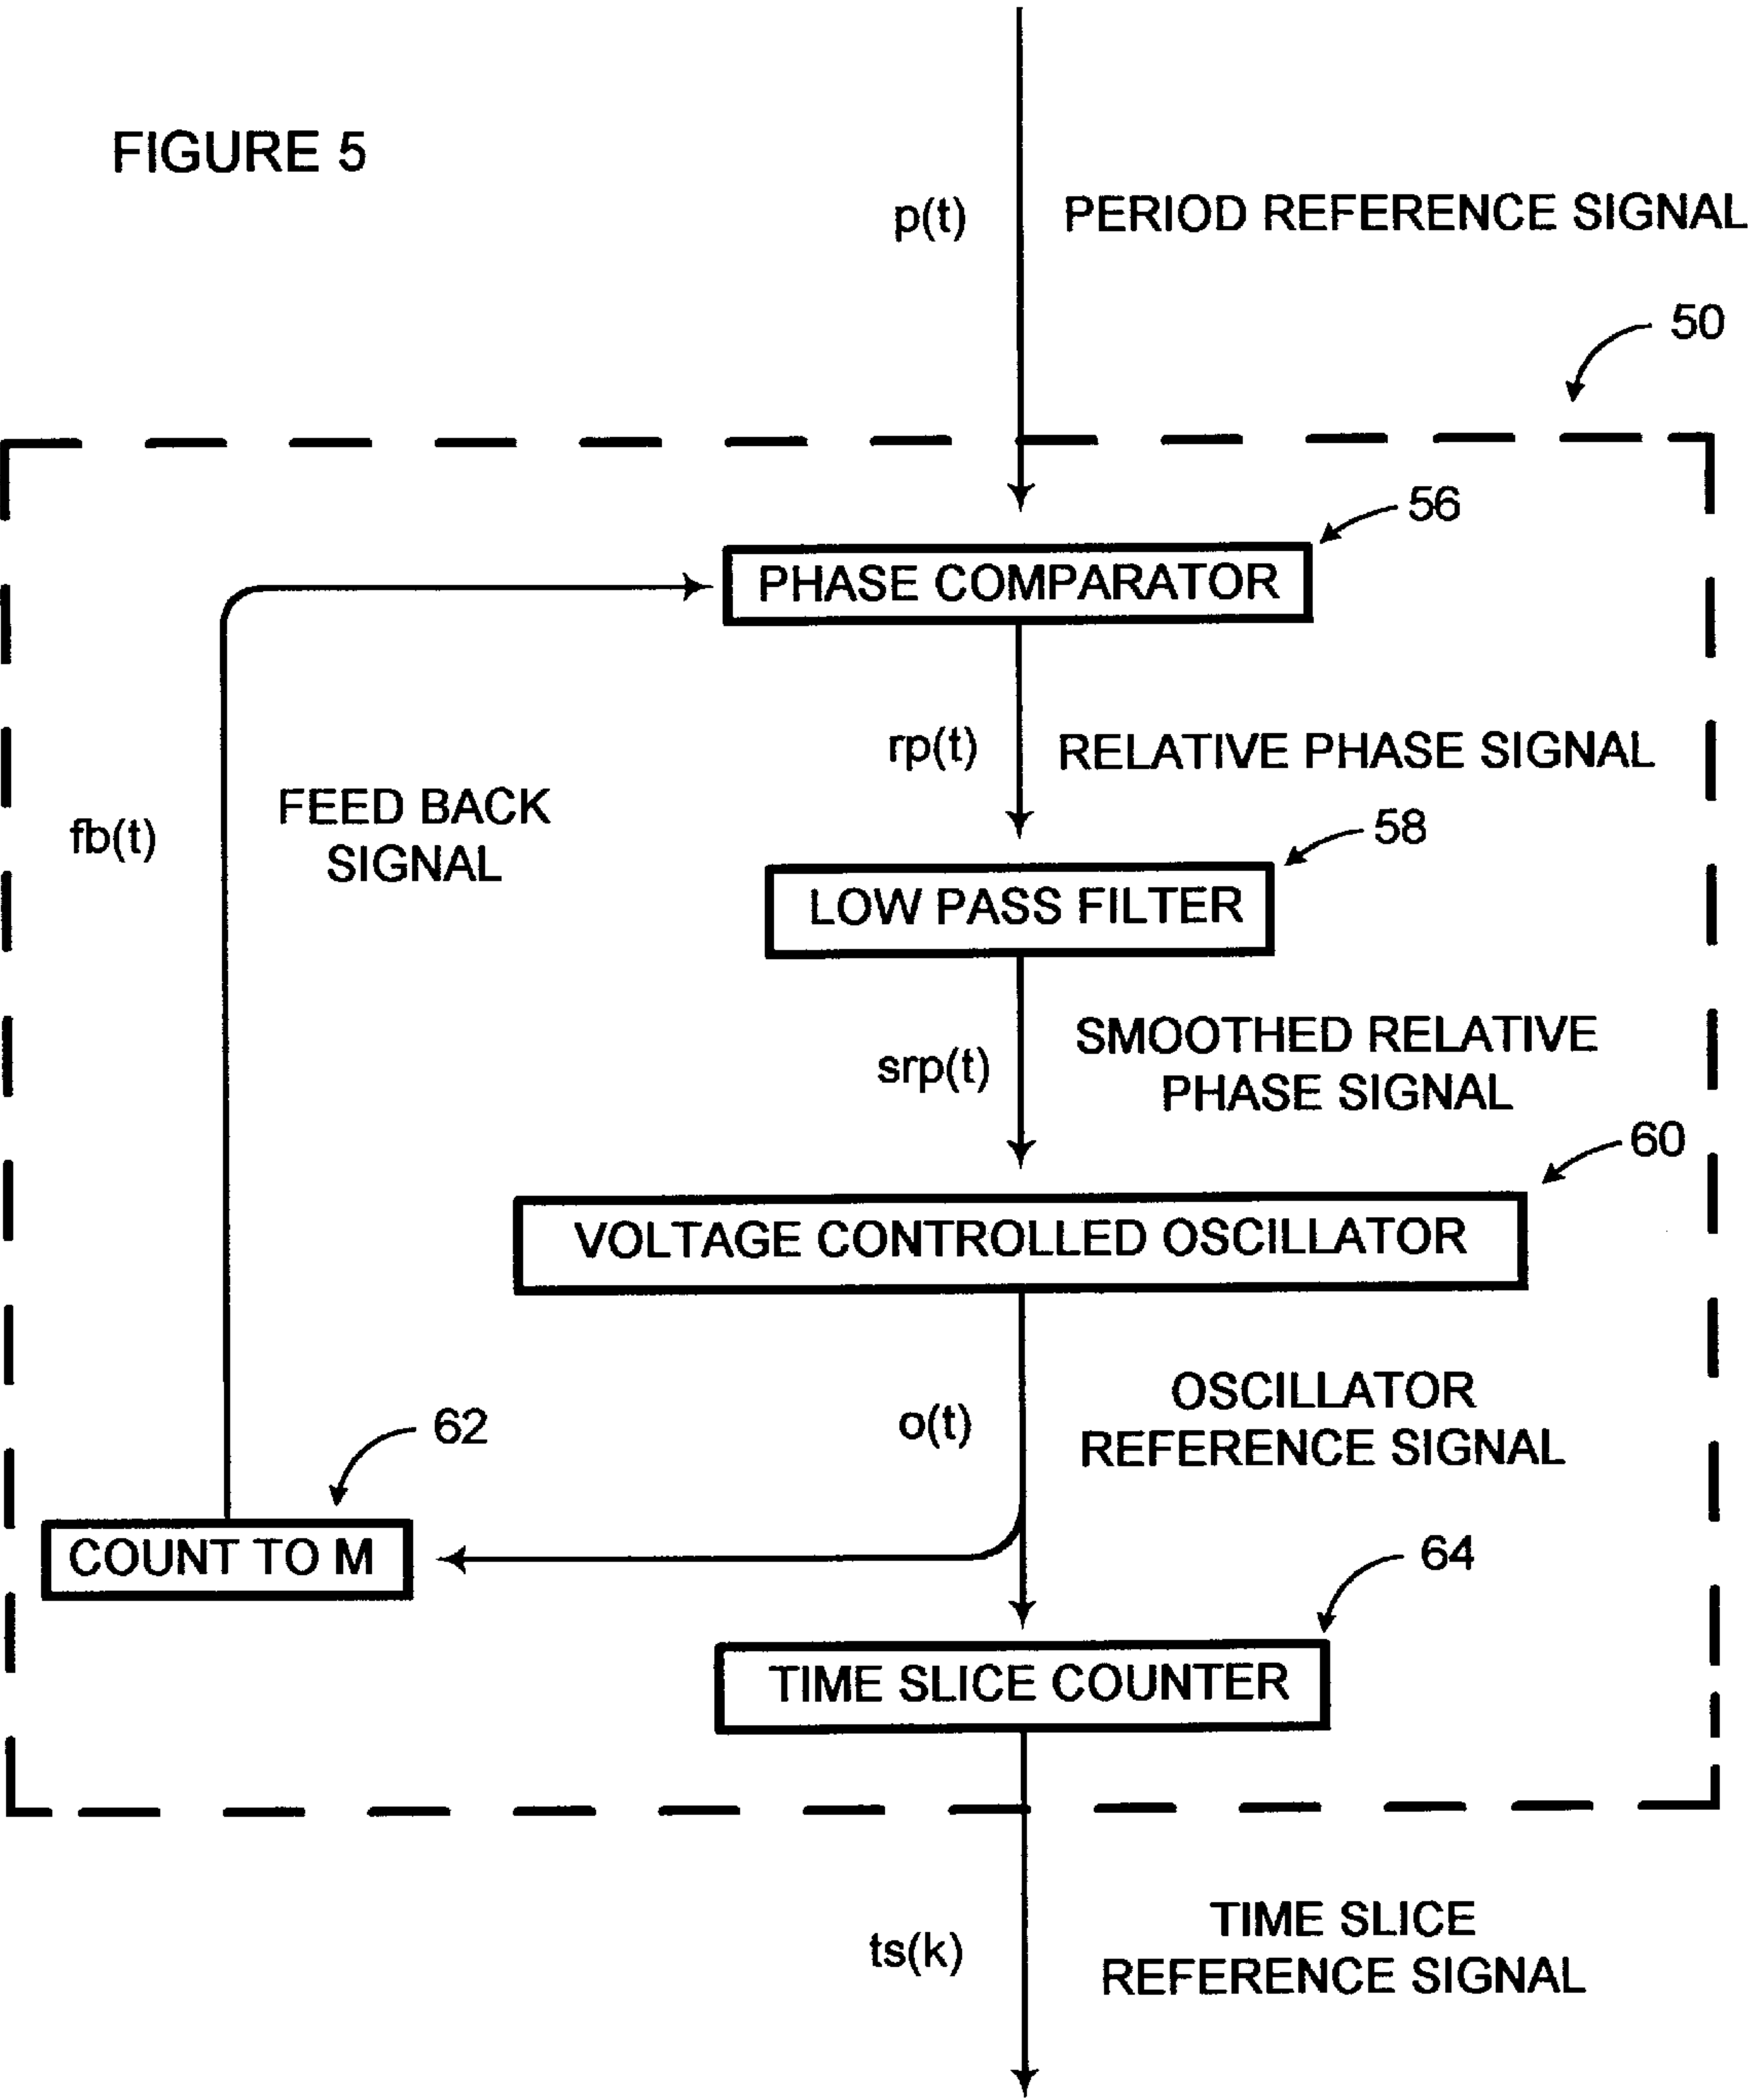 FIGURE 5
p(t) PERIOD REFERENCE SIGNAL
50
56
PHASE COMPARATOR
rp(t) RELATIVE PHASE SIGNAL
fb(t)
FEED BACK
SIGNAL
58
LOW PASS FILTER
srp(t)
SMOOTHED RELATIVE
PHASE SIGNAL
60
VOLTAGE CONTROLLED OSCILLATOR
o(t)
OSCILLATOR
REFERENCE SIGNAL
62
COUNT TO M
64
TIME SLICE COUNTER
ts(k)
TIME SLICE
REFERENCE SIGNAL